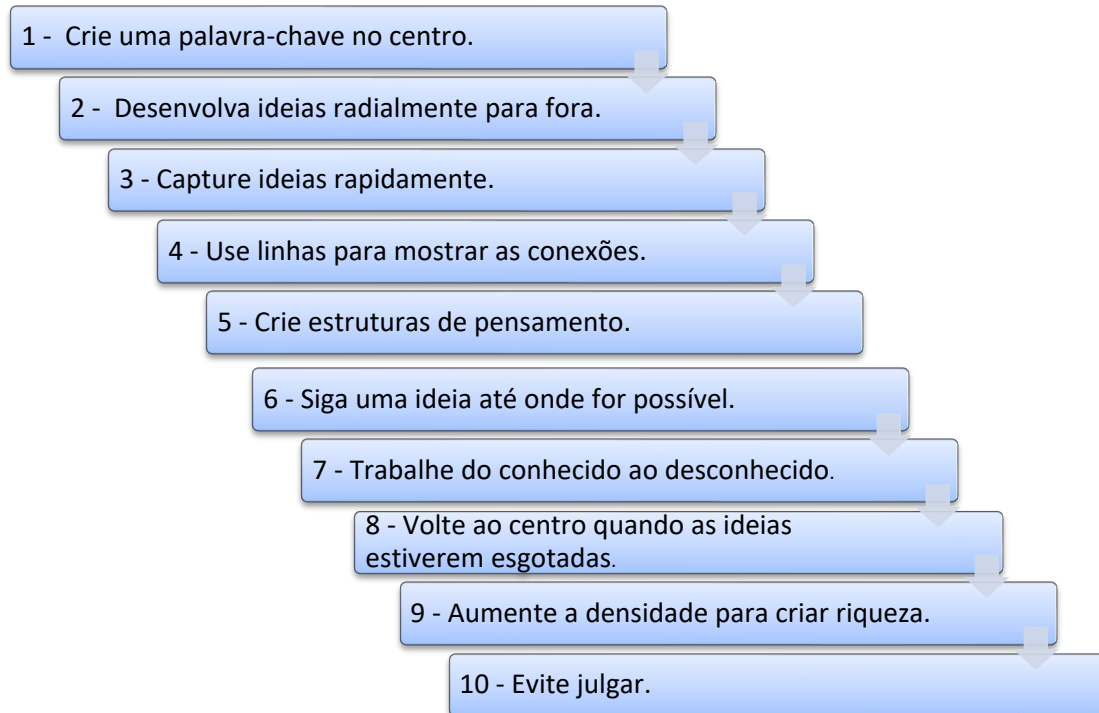 1 - Crie uma palavra-chave no centro.
2 - Desenvolva ideias radialmente para fora.
3 - Capture ideias rapidamente.
4 - Use linhas para mostrar as conexões.
5 - Crie estruturas de pensamento.
6 - Siga uma ideia até onde for possível.
7 - Trabalhe do conhecido ao desconhecido.
8 - Volte ao centro quando as ideias
estiverem esgotadas.
9 - Aumente a densidade para criar riqueza.
10 - Evite julgar.